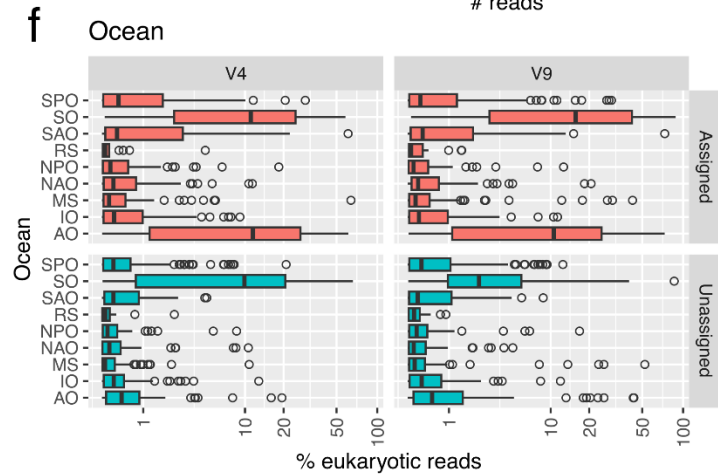 # reads
f Ocean
V4 V9
SPO
SO
SAO
RS
NPO
NAO
MS
IO
AO
Assigned
Ocean
SPO
SO
SAO
RS
NPO
NAO
MS
IO
AO
Unassigned
1 10 20 50 100 1 10 20 50 100
% eukaryotic reads